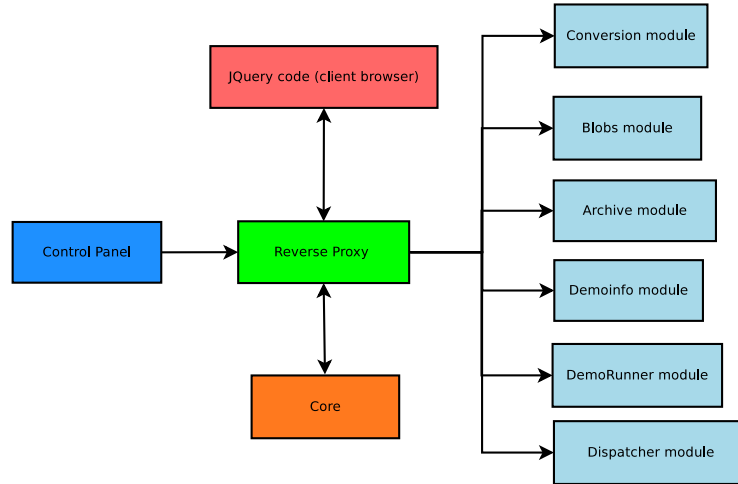 Conversion module
JQuery code (client browser)
Blobs module
Archive module
Control Panel
Reverse Proxy
Demoinfo module
DemoRunner module
Core
Dispatcher module